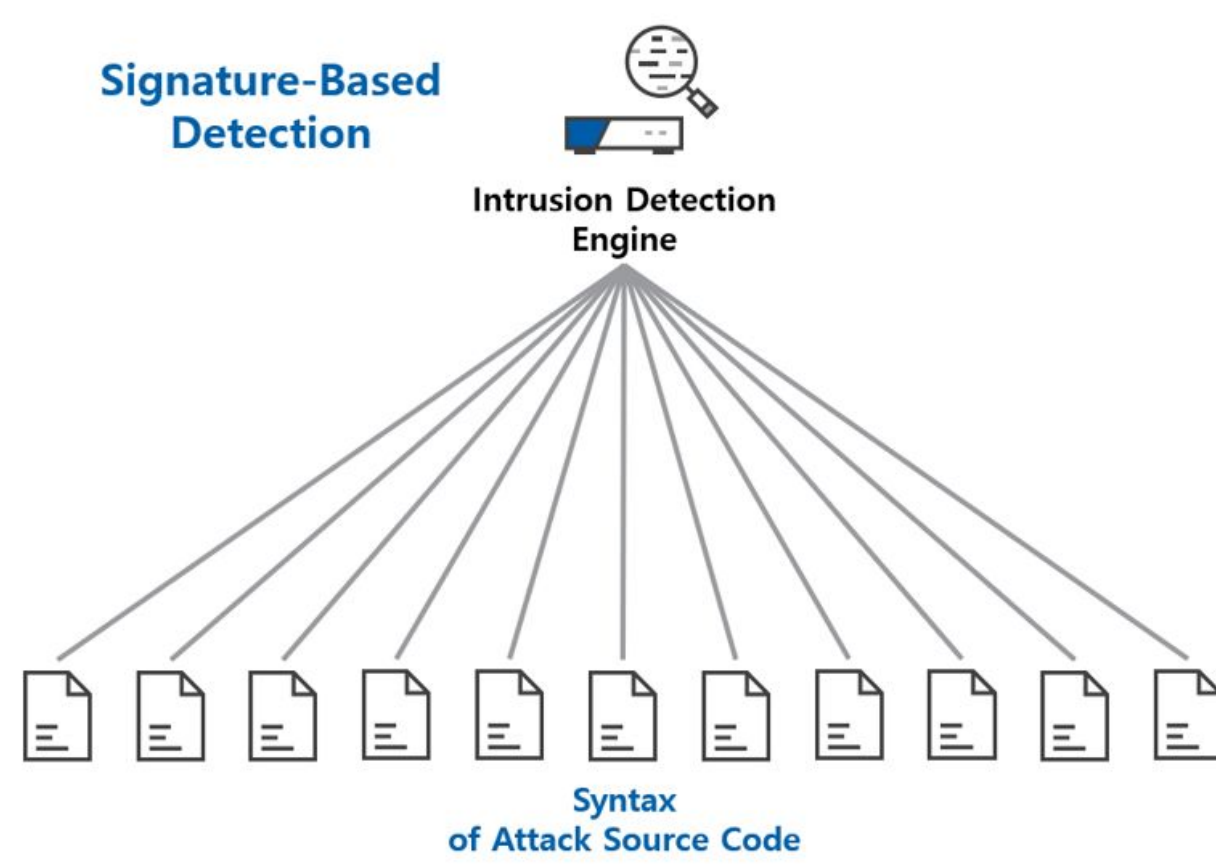 Signature-Based
Detection
Intrusion Detection
Engine
Syntax
of Attack Source Code